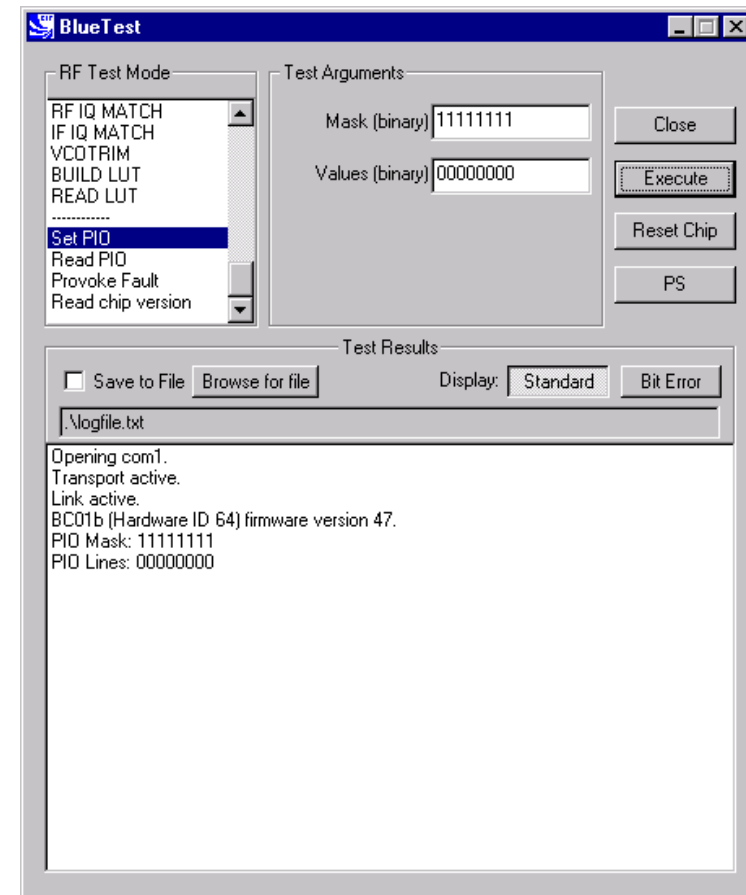 BlueTest
RF Test Mode
RF IQ MATCH
IF IQ MATCH
VCOTRIM
BUILD LUT
READ LUT
------------
Set PIO
Read PIO
Provoke Fault
Read chip version
Test Arguments
Mask (binary) 11111111
Values (binary) 00000000
Close
Execute
Reset Chip
PS
Test Results
Save to File Browse for file Display: Standard Bit Error
.\logfile.txt
Opening com1.
Transport active.
Link active.
BC01b (Hardware ID 64) firmware version 47.
PIO Mask: 11111111
PIO Lines: 00000000